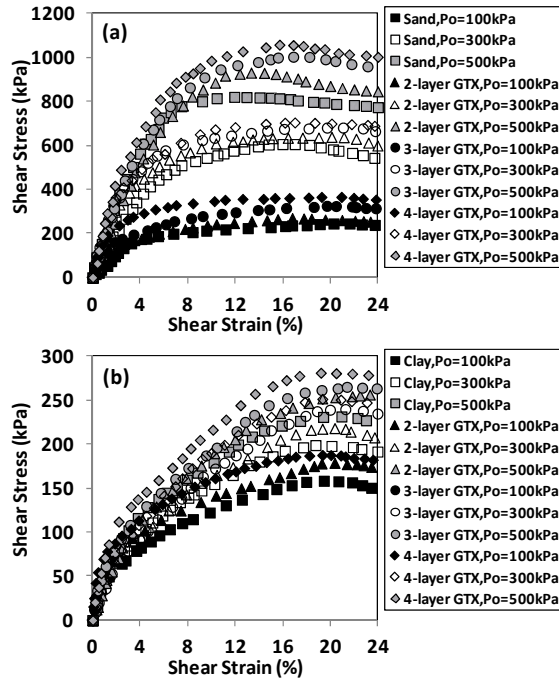 (a)
Shear Stress (kPa)
1200
1000
800
600
400
200
0
0 4 8 12 16 20 24
Shear Strain (%)
Sand,Po=100kPa
Sand,Po=300kPa
Sand,Po=500kPa
2-layer GTX,Po=100kPa
2-layer GTX,Po=300kPa
2-layer GTX,Po=500kPa
3-layer GTX,Po=100kPa
3-layer GTX,Po=300kPa
3-layer GTX,Po=500kPa
4-layer GTX,Po=100kPa
4-layer GTX,Po=300kPa
4-layer GTX,Po=500kPa
(b)
Shear Stress (kPa)
300
250
200
150
100
50
0
0 4 8 12 16 20 24
Shear Strain (%)
Clay,Po=100kPa
Clay,Po=300kPa
Clay,Po=500kPa
2-layer GTX,Po=100kPa
2-layer GTX,Po=300kPa
2-layer GTX,Po=500kPa
3-layer GTX,Po=100kPa
3-layer GTX,Po=300kPa
3-layer GTX,Po=500kPa
4-layer GTX,Po=100kPa
4-layer GTX,Po=300kPa
4-layer GTX,Po=500kPa